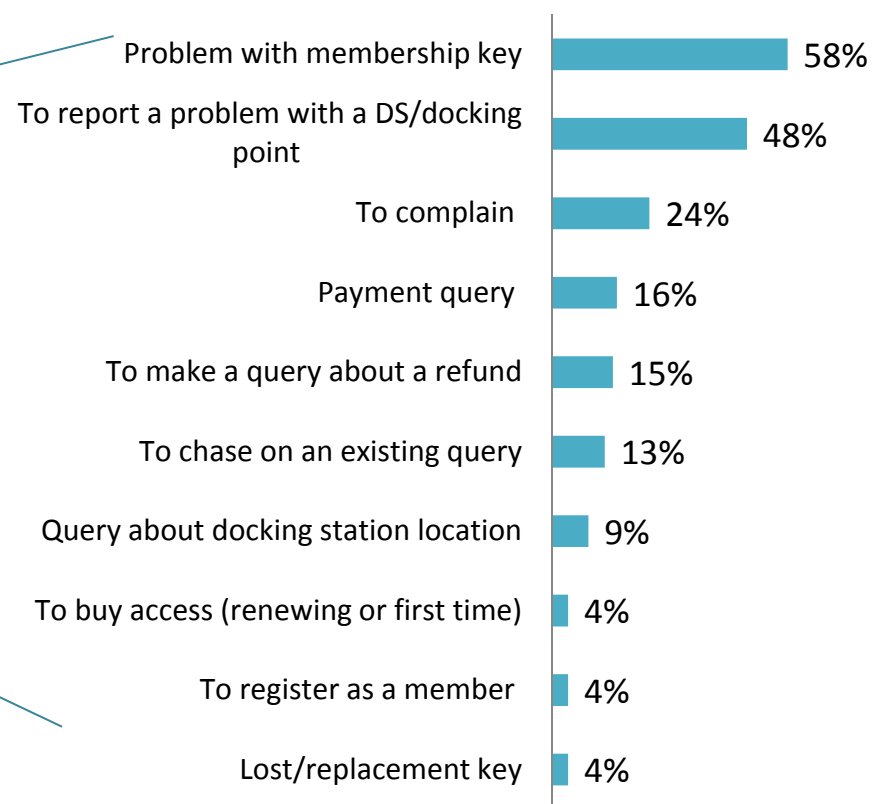 Problem with membership key 58%
To report a problem with a DS/docking
point 48%
To complain 24%
Payment query 16%
To make a query about a refund 15%
To chase on an existing query 13%
Query about docking station location 9%
To buy access (renewing or first time) 4%
To register as a member 4%
Lost/replacement key 4%